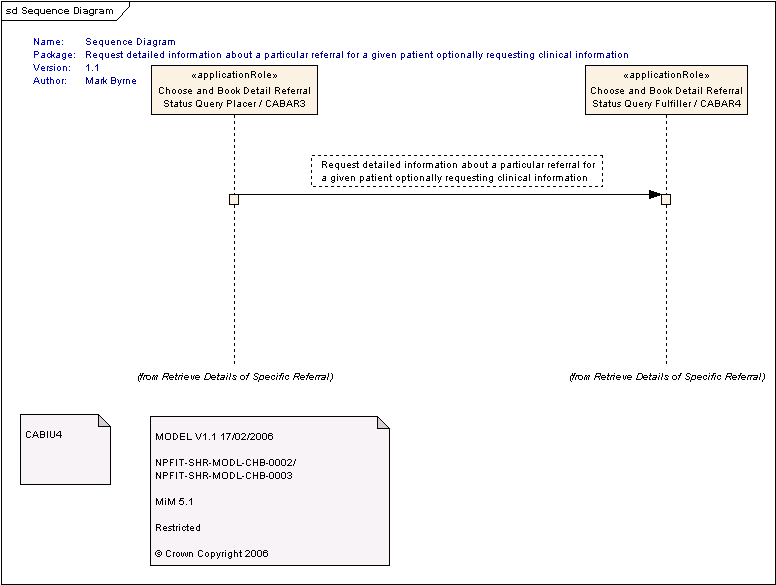 sd Sequence Diagram
Name: Sequence Diagram
Package: Request detailed information about a particular referral for a given patient optionally requesting clinical information
Version: 1.1
Author: Mark Byrne
«applicationRole»
Choose and Book Detail Referral
Status Query Placer / CABAR3
«applicationRole»
Choose and Book Detail Referral
Status Query Fulfiller / CABAR4
Request detailed information about a particular referral for
a given patient optionally requesting clinical information
(from Retrieve Details of Specific Referral)
(from Retrieve Details of Specific Referral)
CABIU4
MODEL V1.1 17/02/2006
NPFIT-SHR-MODL-CHB-0002/
NPFIT-SHR-MODL-CHB-0003
MiM 5.1
Restricted
© Crown Copyright 2006